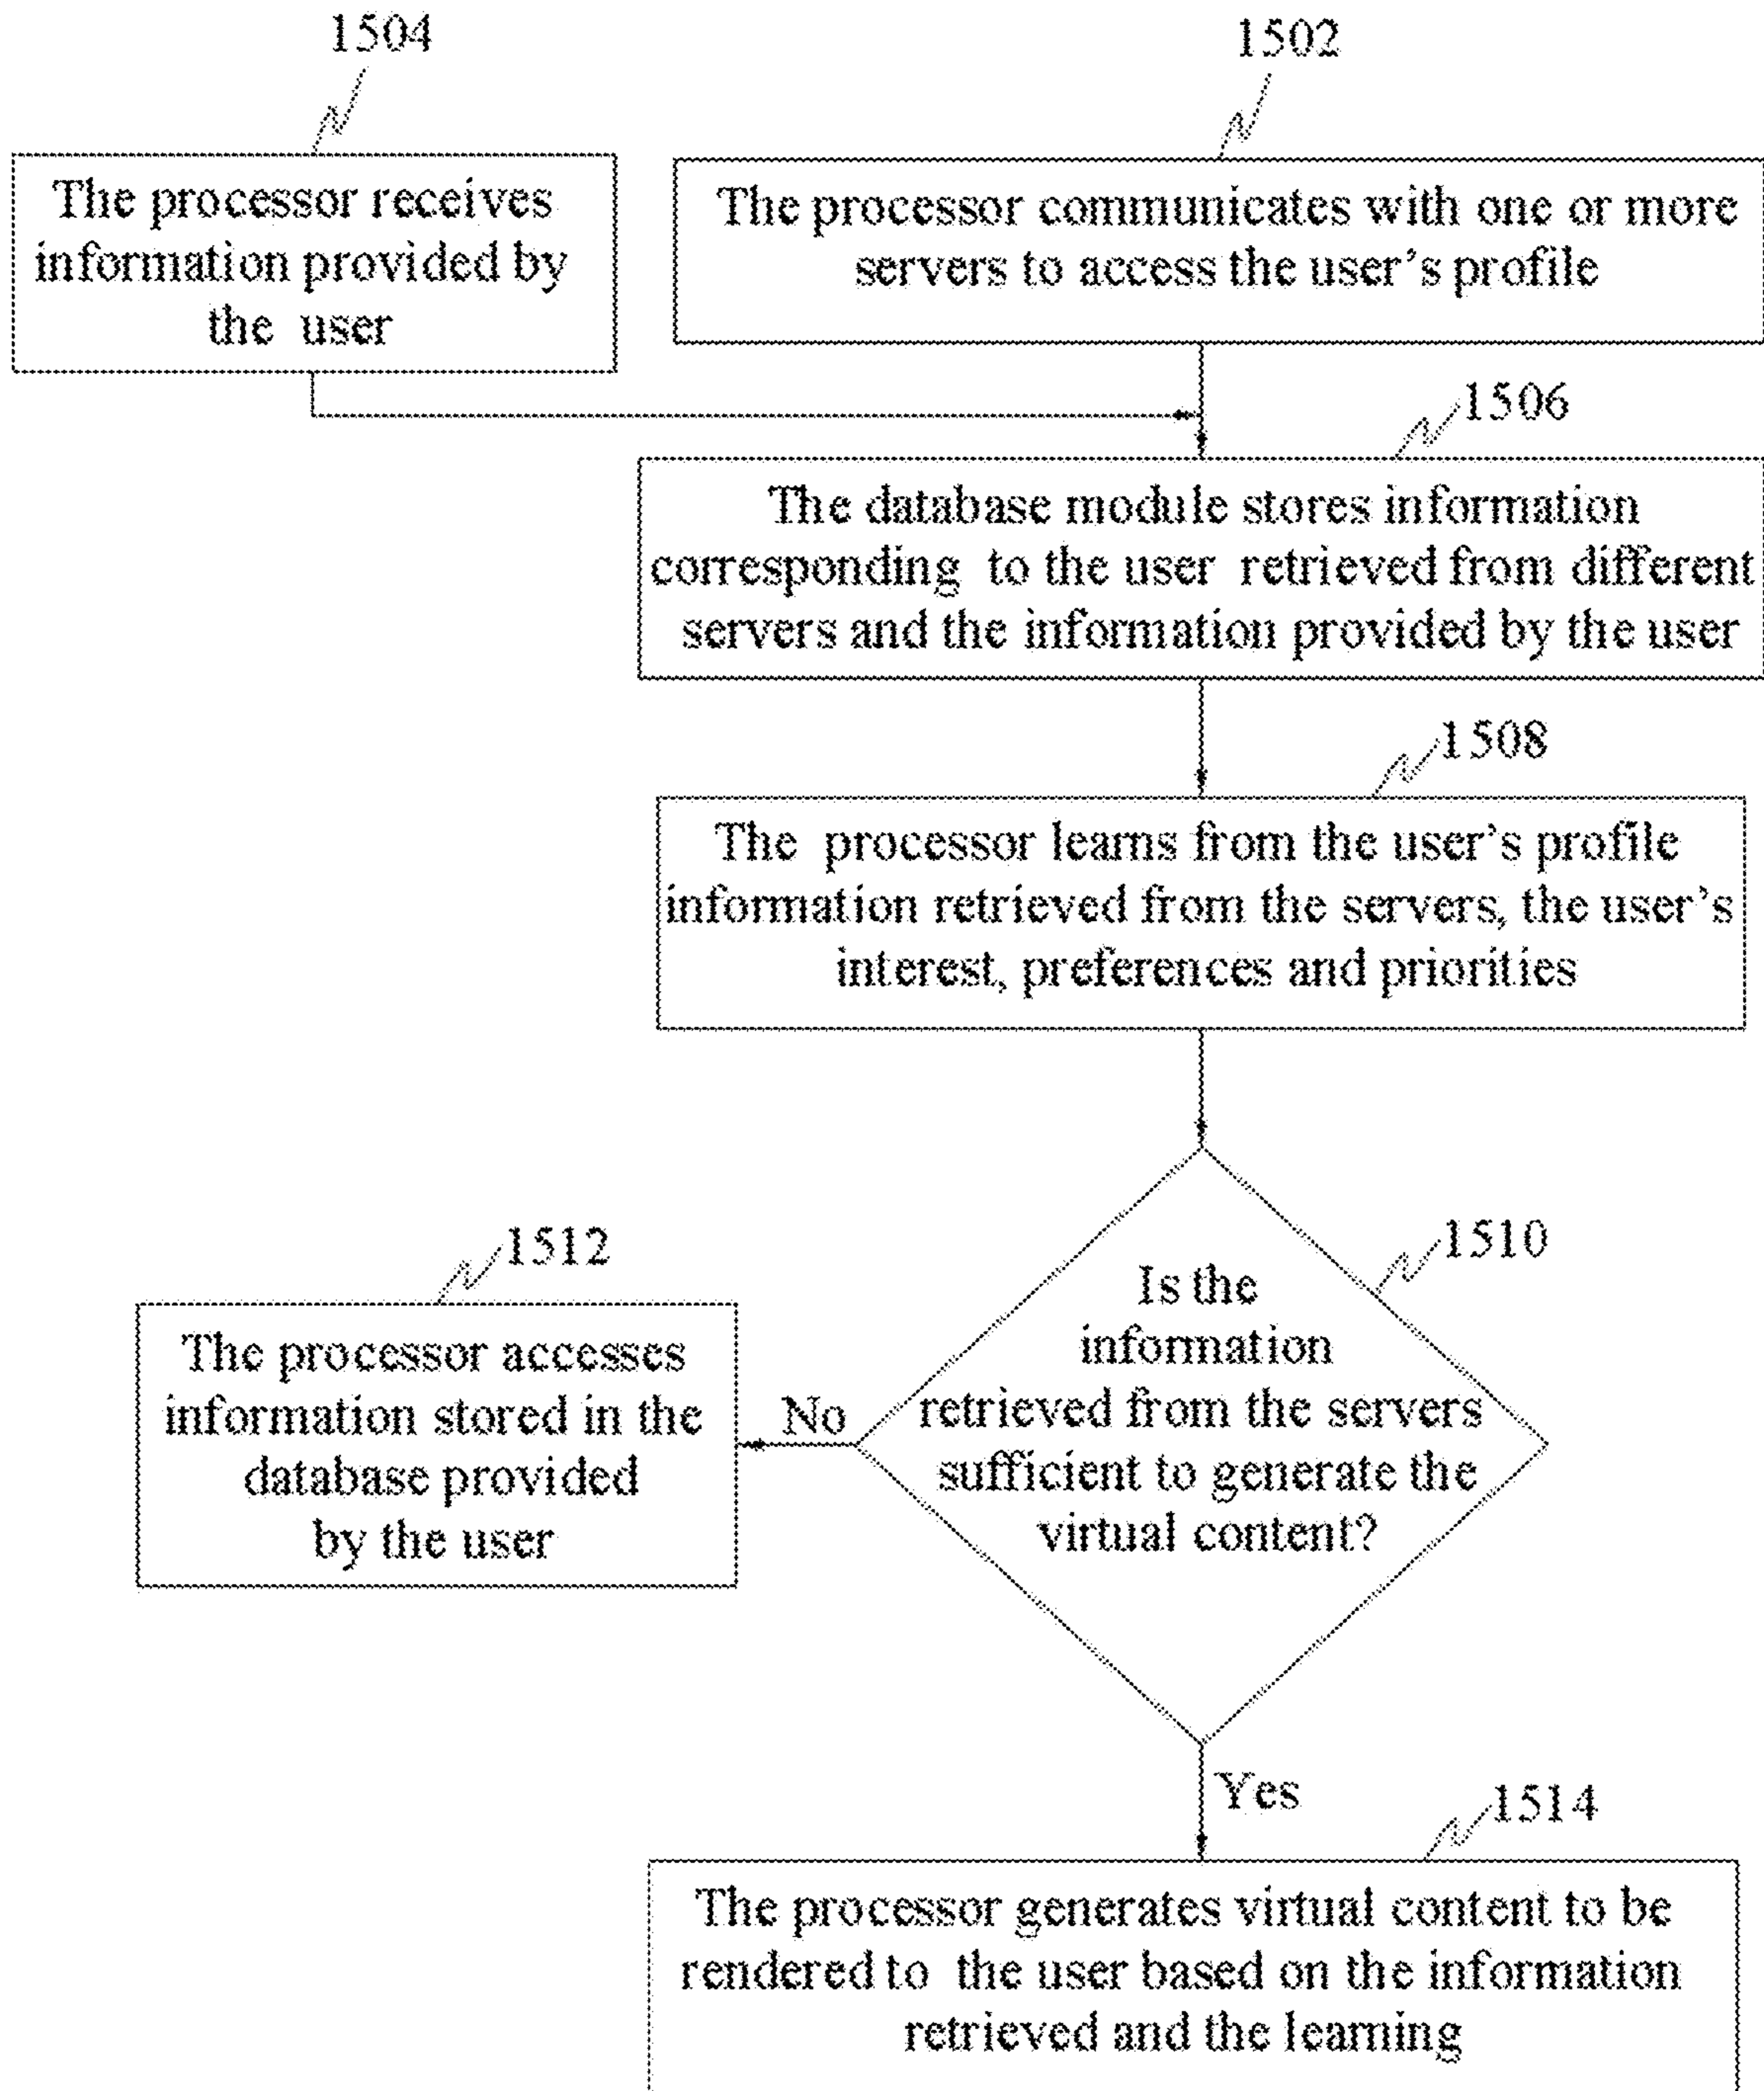 1504
1502
The processor receives
information provided by
the user
The processor communicates with one or more
servers to access the user's profile
1506
The database module stores information
corresponding to the user retrieved from different
servers and the information provided by the user
1508
The processor learns from the user's profile
information retrieved from the servers, the user's
interest, preferences and priorities
1510
Is the
information
retrieved from the servers
sufficient to generate the
virtual content?
No
1512
The processor accesses
information stored in the
database provided
by the user
Yes
1514
The processor generates virtual content to be
rendered to the user based on the information
retrieved and the learning